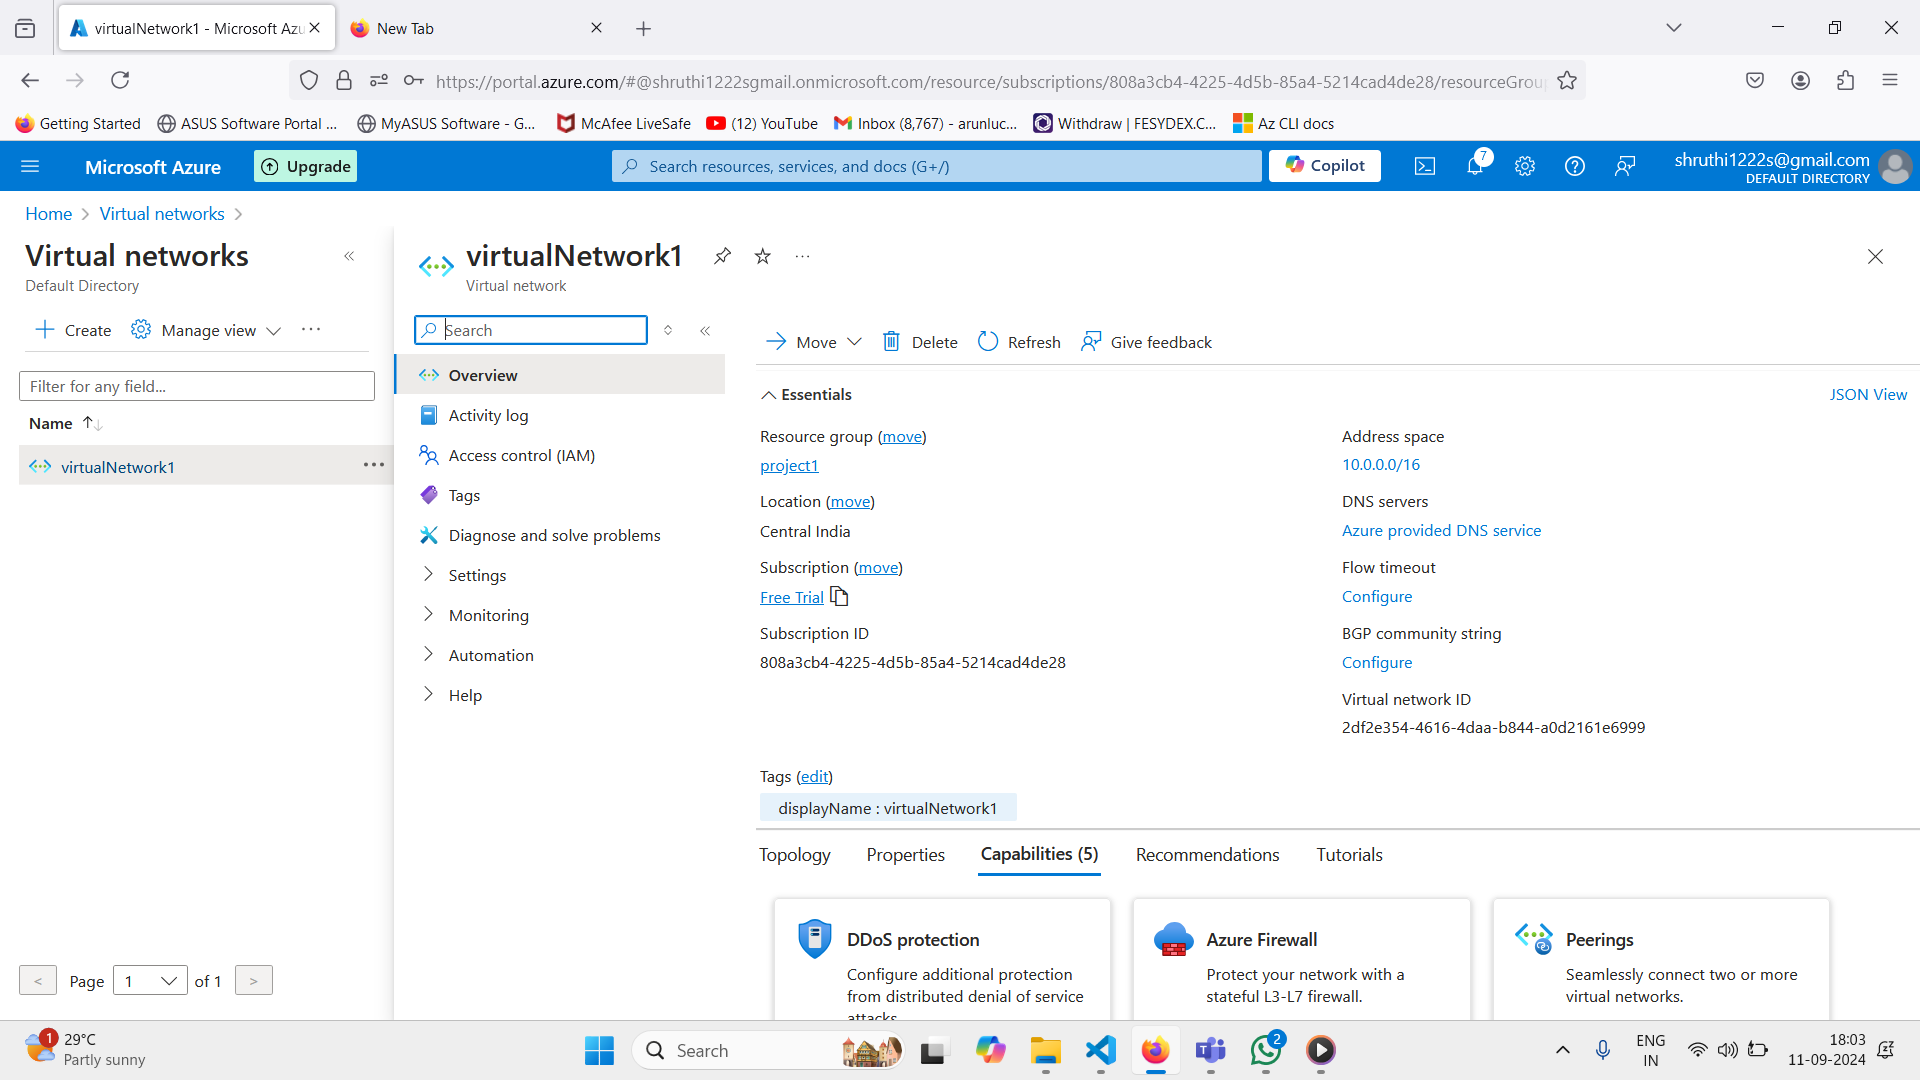 virtualNetwork1 - Microsoft Azu
New Tab
https://portal.azure.com/#@shruthi1222sgmail.onmicrosoft.com/resource/subscriptions/808a3cb4-4225-4d5b-85a4-5214cad4de28/resourceGrou
Getting Started
ASUS Software Portal ...
MyASUS Software - G...
McAfee LiveSafe
(12) YouTube
Inbox (8,767) - arunluc...
Withdraw | FESYDEX.C...
Az CLI docs
Microsoft Azure
Upgrade
Search resources, services, and docs (G+/)
Copilot
7
shruthi1222s@gmail.com
DEFAULT DIRECTORY
Home
Virtual networks
Virtual networks
Default Directory
Create
Manage view
Filter for any field...
Name
virtualNetwork1
< Page 1 of 1 >
virtualNetwork1
Virtual network
Search
Overview
Activity log
Access control (IAM)
Tags
Diagnose and solve problems
Settings
Monitoring
Automation
Help
Move
Delete
Refresh
Give feedback
Essentials
JSON View
Resource group (move)
project1
Location (move)
Central India
Subscription (move)
Free Trial
Subscription ID
808a3cb4-4225-4d5b-85a4-5214cad4de28
Address space
10.0.0.0/16
DNS servers
Azure provided DNS service
Flow timeout
Configure
BGP community string
Configure
Virtual network ID
2df2e354-4616-4daa-b844-a0d2161e6999
Tags (edit)
displayName : virtualNetwork1
Topology
Properties
Capabilities (5)
Recommendations
Tutorials
DDoS protection
Configure additional protection
from distributed denial of service
attacks.
Azure Firewall
Protect your network with a
stateful L3-L7 firewall.
Peerings
Seamlessly connect two or more
virtual networks.
1
29°C
Partly sunny
Search
2
ENG
IN
18:03
11-09-2024